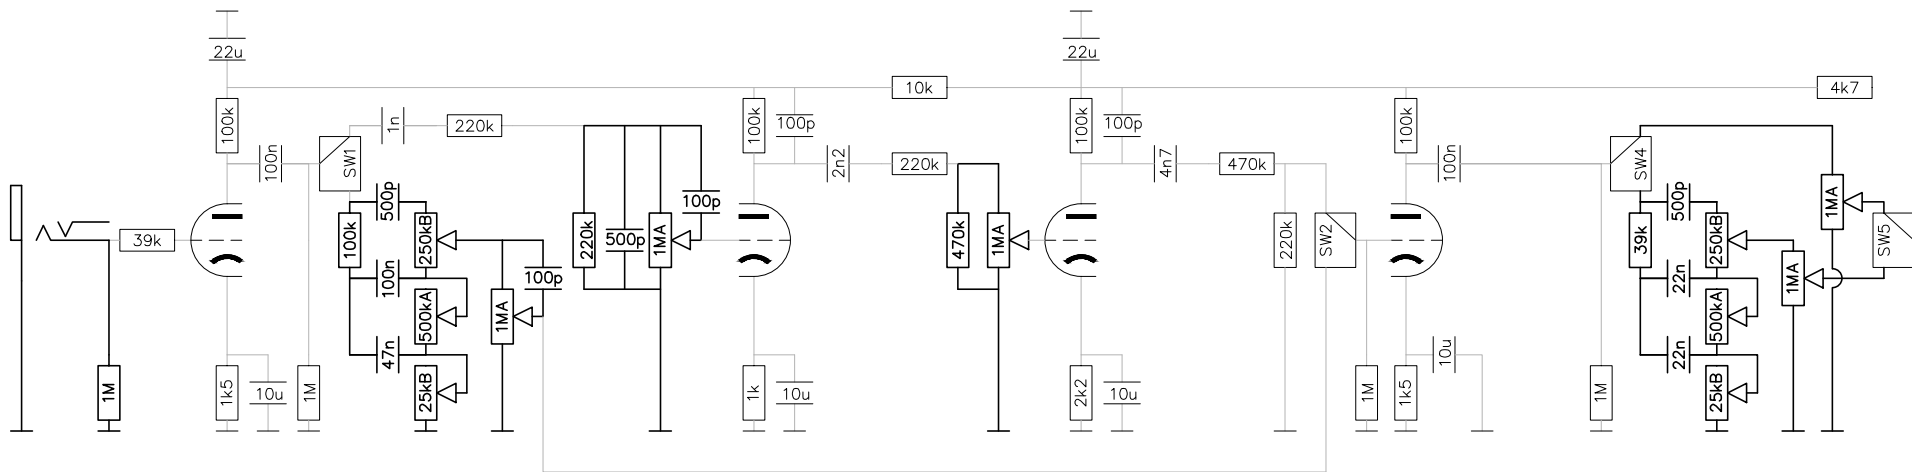 22u
22u
10k
4k7
100k
1n
220k
100k
100p
100k
100p
100k
100n
SW1
2n2
220k
4n7
470k
100n
SW4
500p
100p
500p
1MA
39k
100k
250kB
220k
500p
1MA
470k
1MA
220k
SW2
39k
250kB
SW5
100n
100p
22n
1MA
1MA
500kA
500kA
47n
10u
22n
1M
1k5
10u
1M
25kB
1k
10u
2k2
10u
1M
1k5
1M
25kB